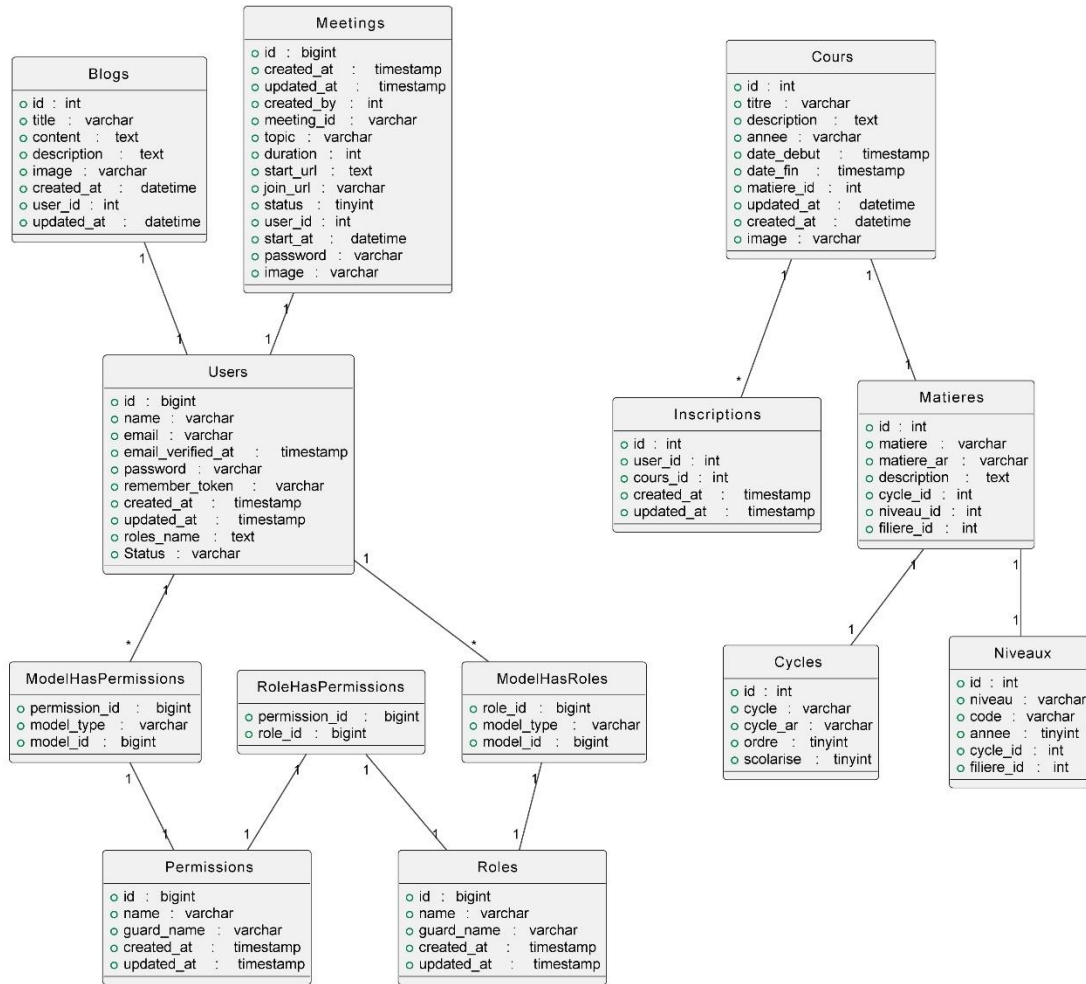 Blogs
id : int
title : varchar
content : text
description : text
image : varchar
created_at : datetime
user_id : int
updated_at : datetime
Meetings
id : bigint
created_at : timestamp
updated_at : timestamp
created_by : int
meeting_id : varchar
topic : varchar
duration : int
start_url : text
join_url : varchar
status : tinyint
user_id : int
start_at : datetime
password : varchar
image : varchar
1
1
1
1
Users
id : bigint
name : varchar
email : varchar
email_verified_at : timestamp
password : varchar
remember_token : varchar
created_at : timestamp
updated_at : timestamp
roles_name : text
Status : varchar
1
1
*
*
ModelHasPermissions
permission_id : bigint
model_type : varchar
model_id : bigint
RoleHasPermissions
permission_id : bigint
role_id : bigint
ModelHasRoles
role_id : bigint
model_type : varchar
model_id : bigint
1
1
1
1
1
1
1
1
Permissions
id : bigint
name : varchar
guard_name : varchar
created_at : timestamp
updated_at : timestamp
Roles
id : bigint
name : varchar
guard_name : varchar
created_at : timestamp
updated_at : timestamp
Cours
id : int
titre : varchar
description : text
annee : varchar
date_debut : timestamp
date_fin : timestamp
matiere_id : int
updated_at : datetime
created_at : datetime
image : varchar
1
1
*
1
Inscriptions
id : int
user_id : int
cours_id : int
created_at : timestamp
updated_at : timestamp
Matieres
id : int
matiere : varchar
matiere_ar : varchar
description : text
cycle_id : int
niveau_id : int
filiere_id : int
1
1
1
1
Cycles
id : int
cycle : varchar
cycle_ar : varchar
ordre : tinyint
scolarise : tinyint
Niveaux
id : int
niveau : varchar
code : varchar
annee : tinyint
cycle_id : int
filiere_id : int